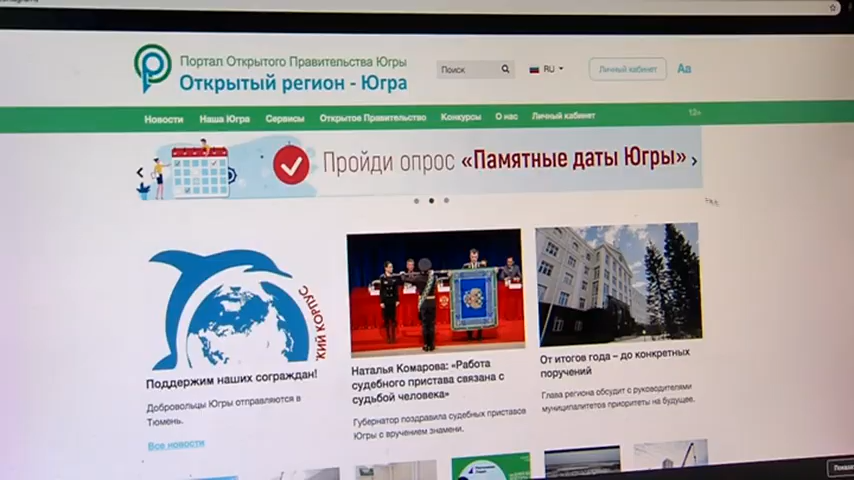 Портал Открытого Правительства Югры
Открытый регион - Югра
Поиск
RU
Личный кабинет
Аа
Новости Наша Югра Сервисы Открытое Правительство Конкурсы О нас Личный кабинет
12+
Пройди опрос «Памятные даты Югры»
КИЙ КОРПУС
Поддержим наших сограждан!
Добровольцы Югры отправляются в
Тюмень.
Все новости
Наталья Комарова: «Работа
судебного пристава связана с
судьбой человека»
Губернатор поздравила судебных приставов
Югры с вручением знамени.
От итогов года – до конкретных
поручений
Глава региона обсудит с руководителями
муниципалитетов приоритеты на будущее.